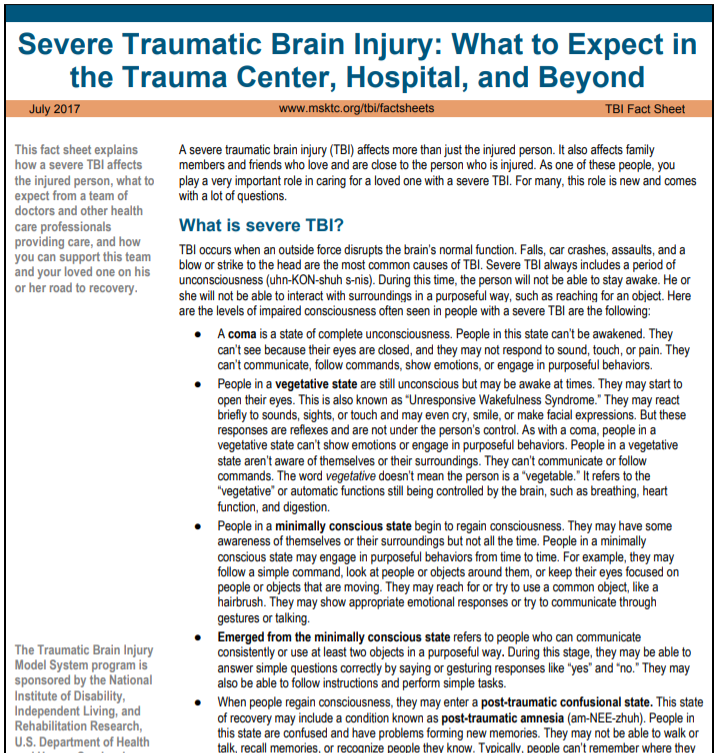 Severe Traumatic Brain Injury: What to Expect in
the Trauma Center, Hospital, and Beyond
July 2017 www.msktc.org/tbi/factsheets TBI Fact Sheet
This fact sheet explains
how a severe TBI affects
the injured person, what to
expect from a team of
doctors and other health
care professionals
providing care, and how
you can support this team
and your loved one on his
or her road to recovery.
A severe traumatic brain injury (TBI) affects more than just the injured person. It also affects family
members and friends who love and are close to the person who is injured. As one of these people, you
play a very important role in caring for a loved one with a severe TBI. For many, this role is new and comes
with a lot of questions.
What is severe TBI?
TBI occurs when an outside force disrupts the brain's normal function. Falls, car crashes, assaults, and a
blow or strike to the head are the most common causes of TBI. Severe TBI always includes a period of
unconsciousness (uhn-KON-shuh s-nis). During this time, the person will not be able to stay awake. He or
she will not be able to interact with surroundings in a purposeful way, such as reaching for an object. Here
are the levels of impaired consciousness often seen in people with a severe TBI are the following:
● A coma is a state of complete unconsciousness. People in this state can't be awakened. They
can't see because their eyes are closed, and they may not respond to sound, touch, or pain. They
can't communicate, follow commands, show emotions, or engage in purposeful behaviors.
● People in a vegetative state are still unconscious but may be awake at times. They may start to
open their eyes. This is also known as "Unresponsive Wakefulness Syndrome." They may react
briefly to sounds, sights, or touch and may even cry, smile, or make facial expressions. But these
responses are reflexes and are not under the person's control. As with a coma, people in a
vegetative state can't show emotions or engage in purposeful behaviors. People in a vegetative
state aren't aware of themselves or their surroundings. They can't communicate or follow
commands. The word vegetative doesn't mean the person is a "vegetable." It refers to the
"vegetative" or automatic functions still being controlled by the brain, such as breathing, heart
function, and digestion.
● People in a minimally conscious state begin to regain consciousness. They may have some
awareness of themselves or their surroundings but not all the time. People in a minimally
conscious state may engage in purposeful behaviors from time to time. For example, they may
follow a simple command, look at people or objects around them, or keep their eyes focused on
people or objects that are moving. They may reach for or try to use a common object, like a
hairbrush. They may show appropriate emotional responses or try to communicate through
gestures or talking.
● Emerged from the minimally conscious state refers to people who can communicate
consistently or use at least two objects in a purposeful way. During this stage, they may be able to
answer simple questions correctly by saying or gesturing responses like "yes" and "no." They may
also be able to follow instructions and perform simple tasks.
● When people regain consciousness, they may enter a post-traumatic confusional state. This state
of recovery may include a condition known as post-traumatic amnesia (am-NEE-zhuh). People in
this state are confused and have problems forming new memories. They may not be able to walk or
talk, recall memories, or recognize people they know. Typically, people can't remember where they
The Traumatic Brain Injury
Model System program is
sponsored by the National
Institute of Disability,
Independent Living, and
Rehabilitation Research,
U.S. Department of Health